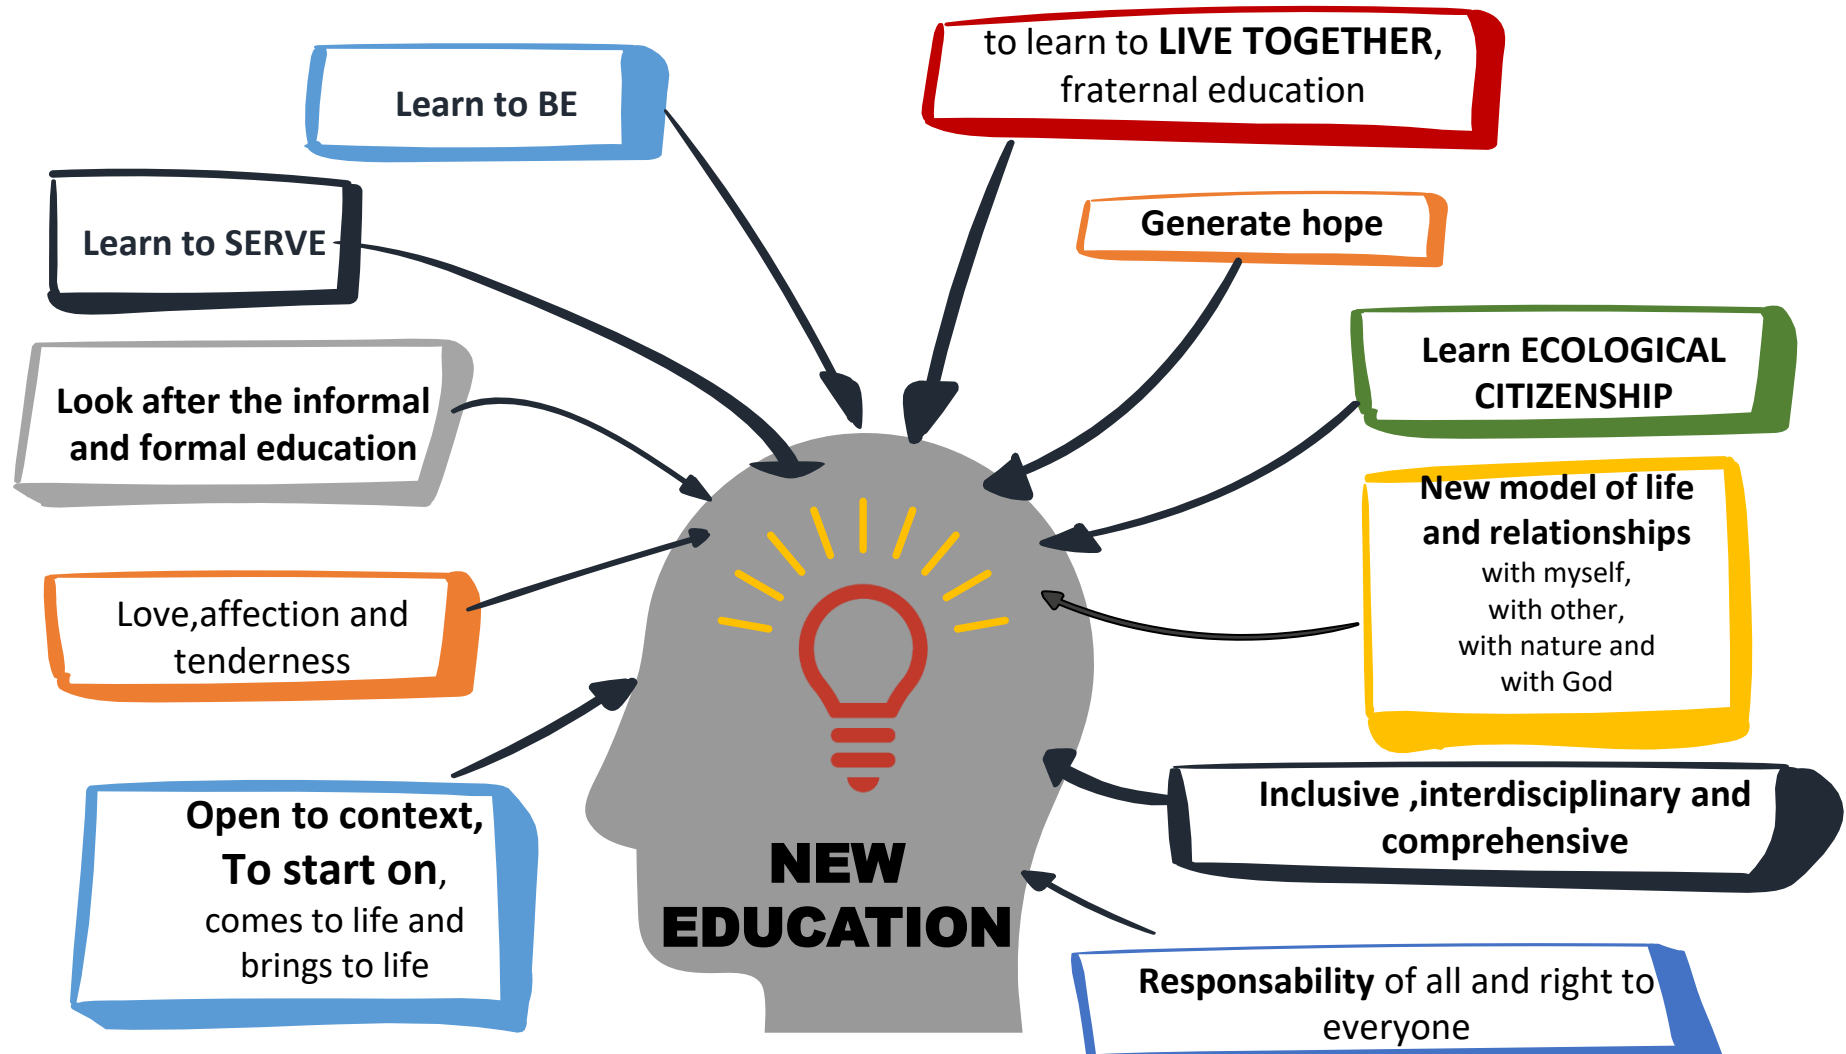 Learn to BE
to learn to LIVE TOGETHER,
fraternal education
Learn to SERVE
Generate hope
Look after the informal
and formal education
Learn ECOLOGICAL
CITIZENSHIP
New model of life
and relationships
with myself,
with other,
with nature and
with God
Love,affection and
tenderness
Open to context,
To start on,
comes to life and
brings to life
Inclusive ,interdisciplinary and
comprehensive
NEW
EDUCATION
Responsability of all and right to
everyone